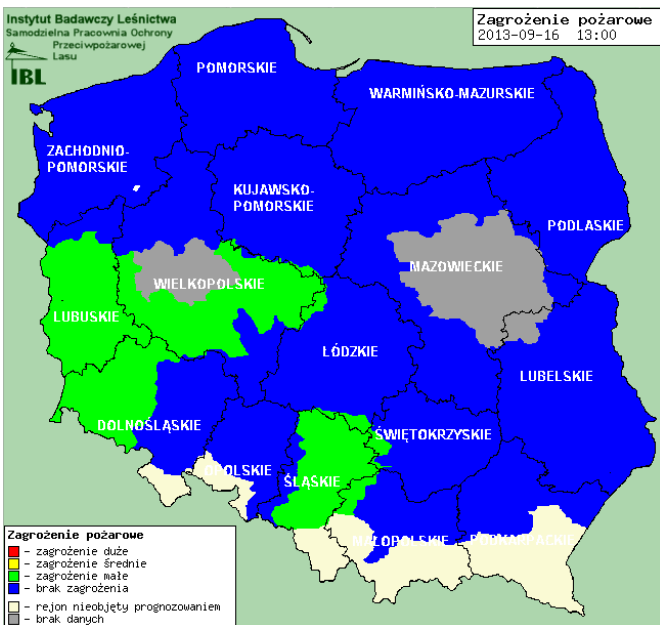 Instytut Badawczy Leśnictwa
Samodzielna Pracownia Ochrony
Przeciwpożarowej
Lasu
IBL
Zagrożenie pożarowe
2013-09-16 13:00
POMORSKIE
WARMIŃSKO-MAZURSKIE
ZACHODNIO-
POMORSKIE
KUJAWSKO-
POMORSKIE
PODLASKIE
MAZOWIECKIE
WIELKOPOLSKIE
LUBUSKIE
ŁÓDZKIE
LUBELSKIE
DOLNOŚLĄSKIE
ŚWIĘTOKRZYSKIE
OPOLSKIE
ŚLĄSKIE
MAŁOPOLSKIE
PODKARPACKIE
Zagrożenie pożarowe
- zagrożenie duże
- zagrożenie średnie
- zagrożenie małe
- brak zagrożenia
- rejon nieobjęty prognozowaniem
- brak danych